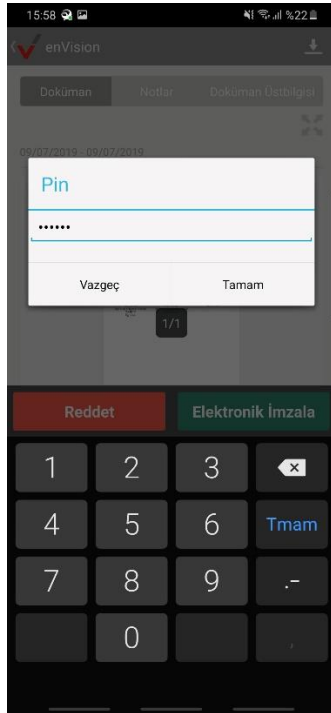 15:58 %22
enVision
Doküman Notlar Doküman Üstbilgisi
09/07/2019 - 09/07/2019
Pin
••••••
Vazgeç Tamam
1/1
Reddet Elektronik İmzala
1 2 3
4 5 6 Tmam
7 8 9 .-
0 ,